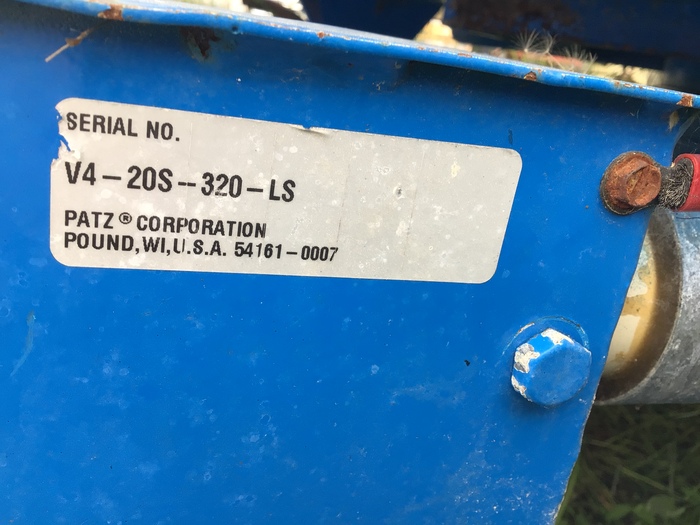 SERIAL NO.
V4-20S--320-LS
PATZ® CORPORATION
POUND,WI,U.S.A. 54161-0007